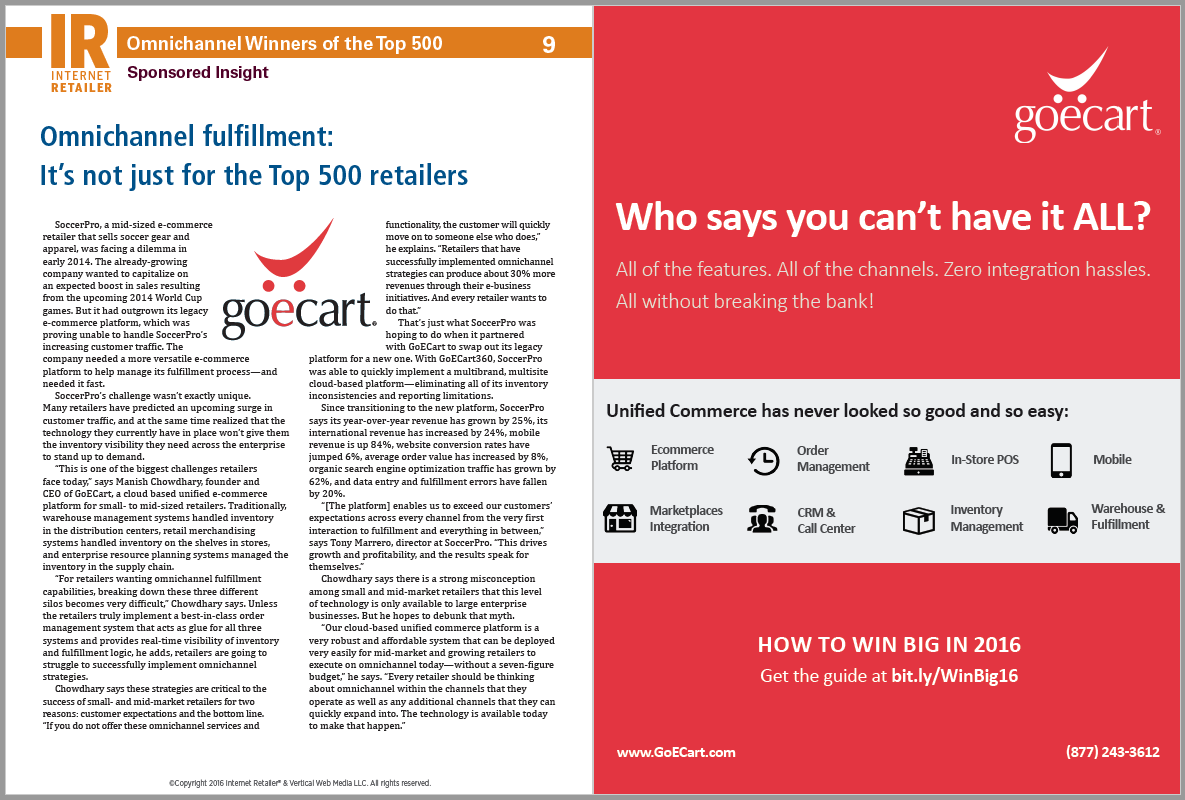 IR
INTERNET
RETAILER
Omnichannel Winners of the Top 500
9
Sponsored Insight
Omnichannel fulfillment:
It's not just for the Top 500 retailers
SoccerPro, a mid-sized e-commerce
retailer that sells soccer gear and
apparel, was facing a dilemma in
early 2014. The already-growing
company wanted to capitalize on
an expected boost in sales resulting
from the upcoming 2014 World Cup
games. But it had outgrown its legacy
e-commerce platform, which was
proving unable to handle SoccerPro's
increasing customer traffic. The
company needed a more versatile e-commerce
platform to help manage its fulfillment process—and
needed it fast.
SoccerPro's challenge wasn't exactly unique.
Many retailers have predicted an upcoming surge in
customer traffic, and at the same time realized that the
technology they currently have in place won't give them
the inventory visibility they need across the enterprise
to stand up to demand.
"This is one of the biggest challenges retailers
face today," says Manish Chowdhary, founder and
CEO of GoECart, a cloud based unified e-commerce
platform for small- to mid-sized retailers. Traditionally,
warehouse management systems handled inventory
in the distribution centers, retail merchandising
systems handled inventory on the shelves in stores,
and enterprise resource planning systems managed the
inventory in the supply chain.
"For retailers wanting omnichannel fulfillment
capabilities, breaking down these three different
silos becomes very difficult," Chowdhary says. Unless
the retailers truly implement a best-in-class order
management system that acts as glue for all three
systems and provides real-time visibility of inventory
and fulfillment logic, he adds, retailers are going to
struggle to successfully implement omnichannel
strategies.
Chowdhary says these strategies are critical to the
success of small- and mid-market retailers for two
reasons: customer expectations and the bottom line.
"If you do not offer these omnichannel services and
goecart®
functionality, the customer will quickly
move on to someone else who does,"
he explains. "Retailers that have
successfully implemented omnichannel
strategies can produce about 30% more
revenues through their e-business
initiatives. And every retailer wants to
do that."
That's just what SoccerPro was
hoping to do when it partnered
with GoECart to swap out its legacy
platform for a new one. With GoECart360, SoccerPro
was able to quickly implement a multibrand, multisite
cloud-based platform—eliminating all of its inventory
inconsistencies and reporting limitations.
Since transitioning to the new platform, SoccerPro
says its year-over-year revenue has grown by 25%, its
international revenue has increased by 24%, mobile
revenue is up 84%, website conversion rates have
jumped 6%, average order value has increased by 8%,
organic search engine optimization traffic has grown by
62%, and data entry and fulfillment errors have fallen
by 20%.
"[The platform] enables us to exceed our customers'
expectations across every channel from the very first
interaction to fulfillment and everything in between,"
says Tony Marrero, director at SoccerPro. "This drives
growth and profitability, and the results speak for
themselves."
Chowdhary says there is a strong misconception
among small and mid-market retailers that this level
of technology is only available to large enterprise
businesses. But he hopes to debunk that myth.
"Our cloud-based unified commerce platform is a
very robust and affordable system that can be deployed
very easily for mid-market and growing retailers to
execute on omnichannel today—without a seven-figure
budget," he says. "Every retailer should be thinking
about omnichannel within the channels that they
operate as well as any additional channels that they can
quickly expand into. The technology is available today
to make that happen."
©Copyright 2016 Internet Retailer® & Vertical Web Media LLC. All rights reserved.
goecart®
Who says you can't have it ALL?
All of the features. All of the channels. Zero integration hassles.
All without breaking the bank!
Unified Commerce has never looked so good and so easy:
Ecommerce
Platform
Order
Management
In-Store POS
Mobile
Marketplaces
Integration
CRM &
Call Center
Inventory
Management
Warehouse &
Fulfillment
HOW TO WIN BIG IN 2016
Get the guide at bit.ly/WinBig16
www.GoECart.com
(877) 243-3612